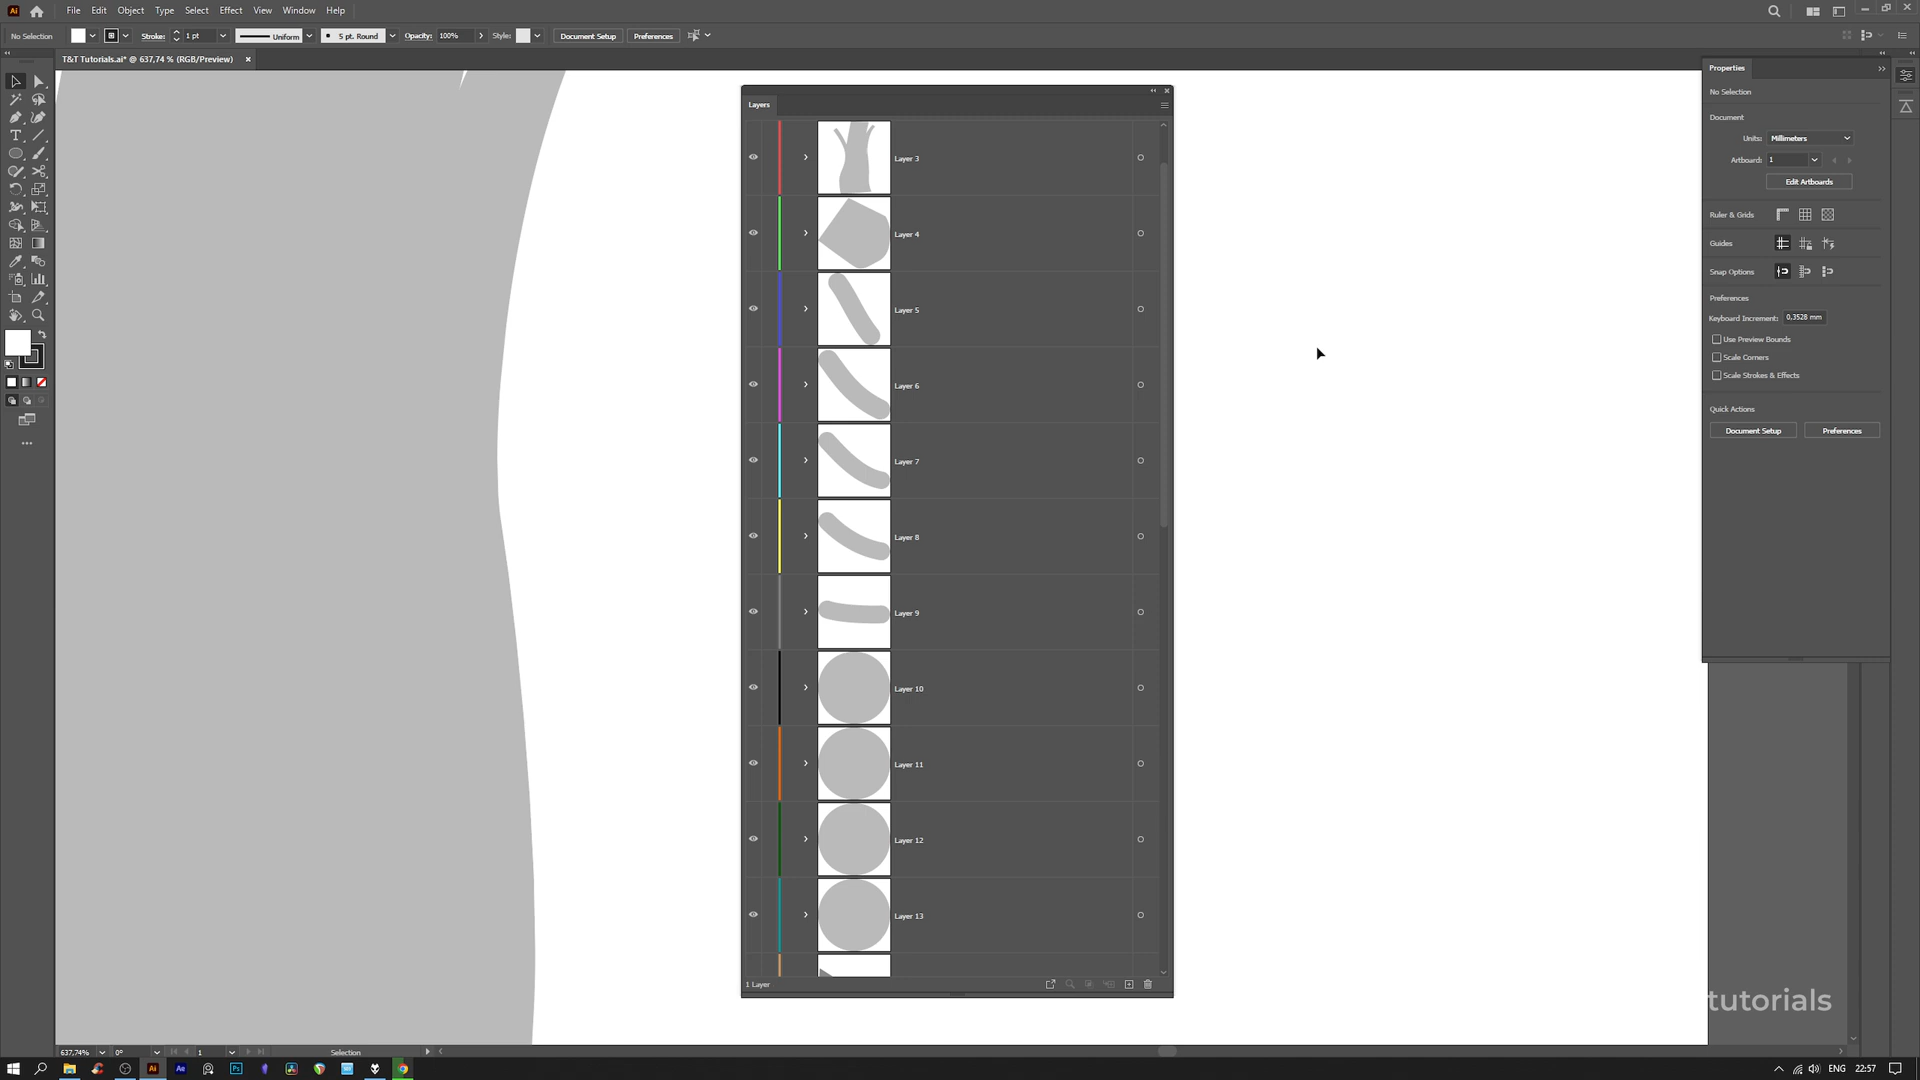 Ai File Edit Object Type Select Effect View Window Help
No Selection Stroke: 1 pt Uniform 5 pt. Round Opacity: 100% Style: Document Setup Preferences
T&T Tutorials.ai* @ 637,74 % (RGB/Preview)
Layers
Layer 3
Layer 4
Layer 5
Layer 6
Layer 7
Layer 8
Layer 9
Layer 10
Layer 11
Layer 12
Layer 13
1 Layer
Properties
No Selection
Document
Units: Millimeters
Artboard: 1
Edit Artboards
Ruler & Grids
Guides
Snap Options
Preferences
Keyboard Increment: 0,3528 mm
Use Preview Bounds
Scale Corners
Scale Strokes & Effects
Quick Actions
Document Setup Preferences
tutorials
637,74% 0° 1 Selection
Ai Ae Ps ENG 22:57